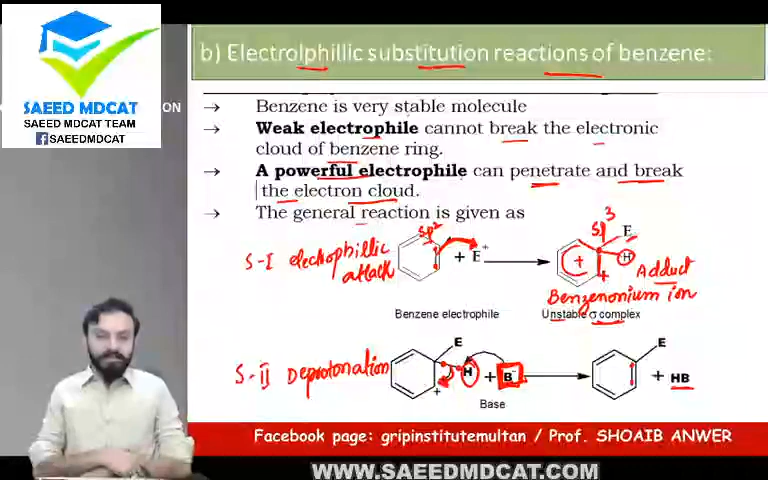 b) Electrolphillic substitution reactions of benzene:
SAEED MDCAT
SAEED MDCAT TEAM
SAEEDMDCAT
ON
→ Benzene is very stable molecule
→ Weak electrophile cannot break the electronic
cloud of benzene ring.
→ A powerful electrophile can penetrate and break
the electron cloud.
→ The general reaction is given as
S-I electrophillic
attack
sp²
+ E⁺
sp³
E
H
+
+
Adduct
Benzenonium ion
Benzene electrophile
Unstable σ complex
S-II Deprotonation
E
H
+
+ B⁻
Base
E
+ HB
Facebook page: gripinstitutemultan / Prof. SHOAIB ANWER
WWW.SAEEDMDCAT.COM